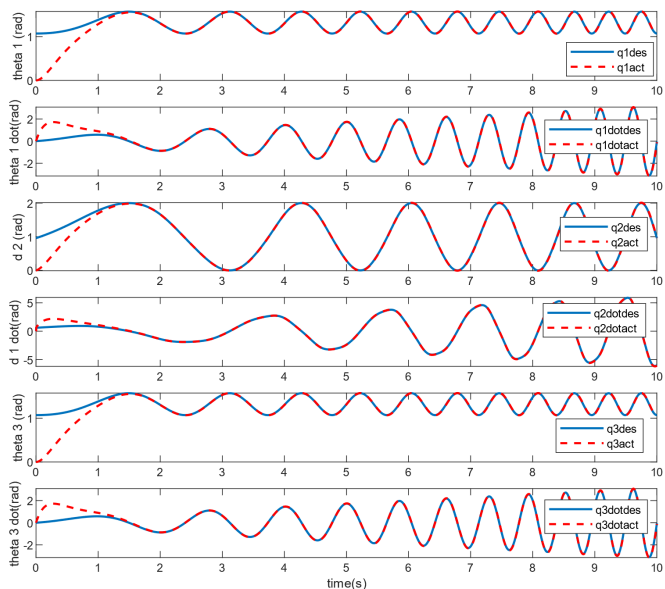 theta 1 (rad)
1
0
0 1 2 3 4 5 6 7 8 9 10
q1des
q1act
theta 1 dot(rad)
2
0
-2
0 1 2 3 4 5 6 7 8 9 10
q1dotdes
q1dotact
d 2 (rad)
2
1
0
0 1 2 3 4 5 6 7 8 9 10
q2des
q2act
d 1 dot(rad)
5
0
-5
0 1 2 3 4 5 6 7 8 9 10
q2dotdes
q2dotact
theta 3 (rad)
1
0
0 1 2 3 4 5 6 7 8 9 10
q3des
q3act
theta 3 dot(rad)
2
0
-2
0 1 2 3 4 5 6 7 8 9 10
q3dotdes
q3dotact
time(s)